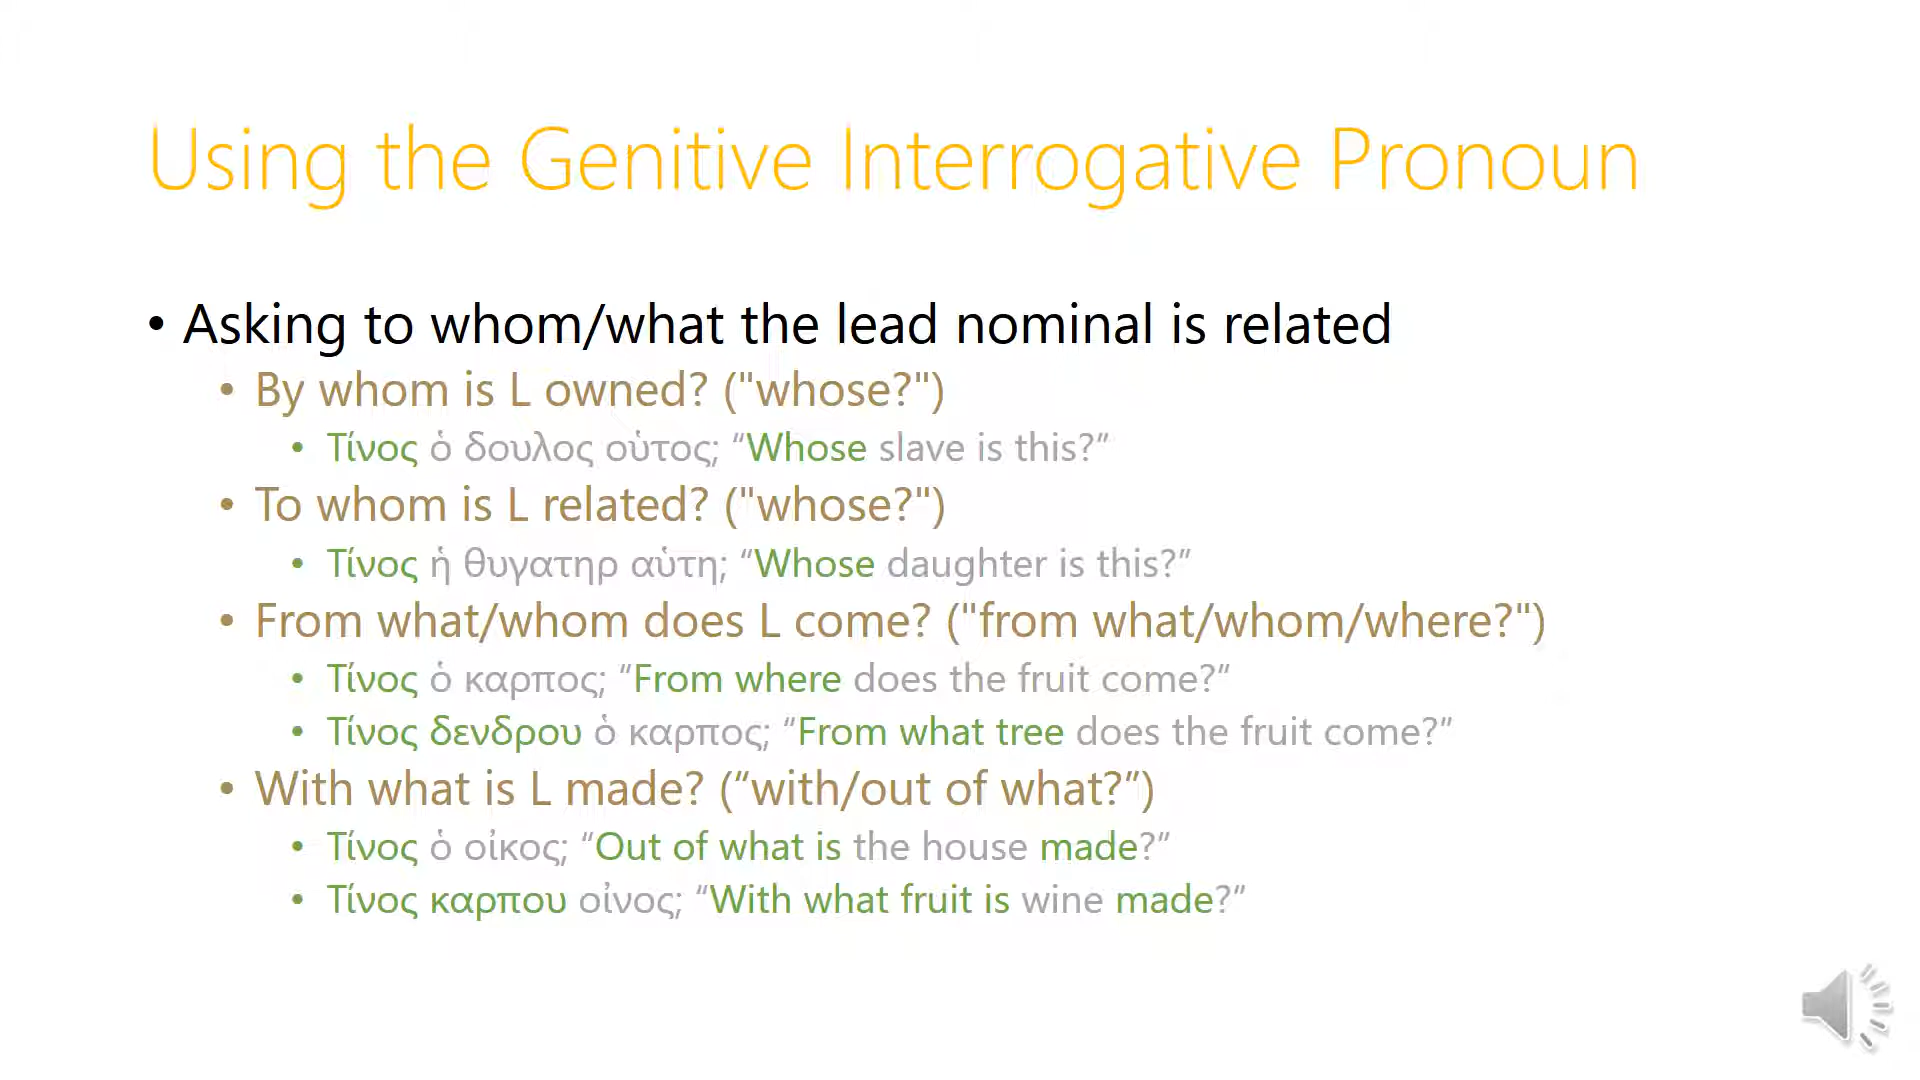 Using the Genitive Interrogative Pronoun
• Asking to whom/what the lead nominal is related
• By whom is L owned? ("whose?")
• Τίνος ὁ δουλος οὑτος; “Whose slave is this?”
• To whom is L related? ("whose?")
• Τίνος ἡ θυγατηρ αὑτη; “Whose daughter is this?”
• From what/whom does L come? ("from what/whom/where?")
• Τίνος ὁ καρπος; “From where does the fruit come?”
• Τίνος δενδρου ὁ καρπος; “From what tree does the fruit come?”
• With what is L made? (“with/out of what?”)
• Τίνος ὁ οἰκος; “Out of what is the house made?”
• Τίνος καρπου οἰνος; “With what fruit is wine made?”